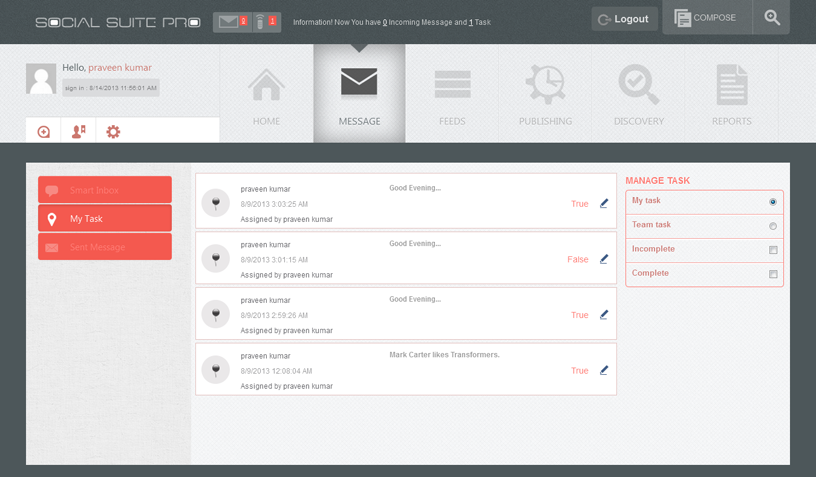 SOCIAL SUITE PRO
0
1
Information! Now You have 0 Incoming Message and 1 Task
Logout
COMPOSE
Hello, praveen kumar
sign in : 8/14/2013 11:56:01 AM
HOME
MESSAGE
FEEDS
PUBLISHING
DISCOVERY
REPORTS
Smart Inbox
My Task
Sent Message
praveen kumar
Good Evening...
8/9/2013 3:03:25 AM
True
Assigned by praveen kumar
praveen kumar
Good Evening...
8/9/2013 3:01:15 AM
False
Assigned by praveen kumar
praveen kumar
Good Evening...
8/9/2013 2:59:26 AM
True
Assigned by praveen kumar
praveen kumar
Mark Carter likes Transformers.
8/9/2013 12:08:04 AM
True
Assigned by praveen kumar
MANAGE TASK
My task
Team task
Incomplete
Complete